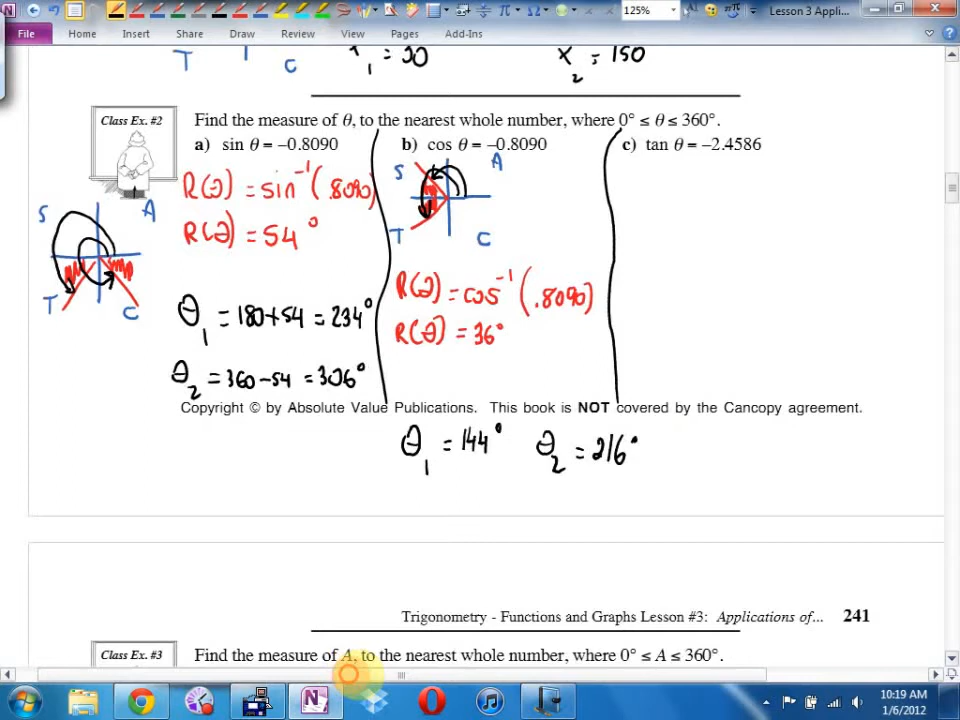 125%
Lesson 3 Appli...
File Home Insert Share Draw Review View Pages Add-Ins
T C
x1 = 30 x2 = 150
Class Ex. #2
Find the measure of θ, to the nearest whole number, where 0° ≤ θ ≤ 360°.
a) sin θ = –0.8090 b) cos θ = –0.8090 c) tan θ = –2.4586
S A
T C
R(θ) = sin⁻¹(.8090)
R(θ) = 54°
θ1 = 180+54 = 234°
θ2 = 360-54 = 306°
S A
T C
R(θ) = cos⁻¹(.8090)
R(θ) = 36°
Copyright © by Absolute Value Publications. This book is NOT covered by the Cancopy agreement.
θ1 = 144° θ2 = 216°
Trigonometry - Functions and Graphs Lesson #3: Applications of... 241
Class Ex. #3
Find the measure of A, to the nearest whole number, where 0° ≤ A ≤ 360°.
10:19 AM
1/6/2012